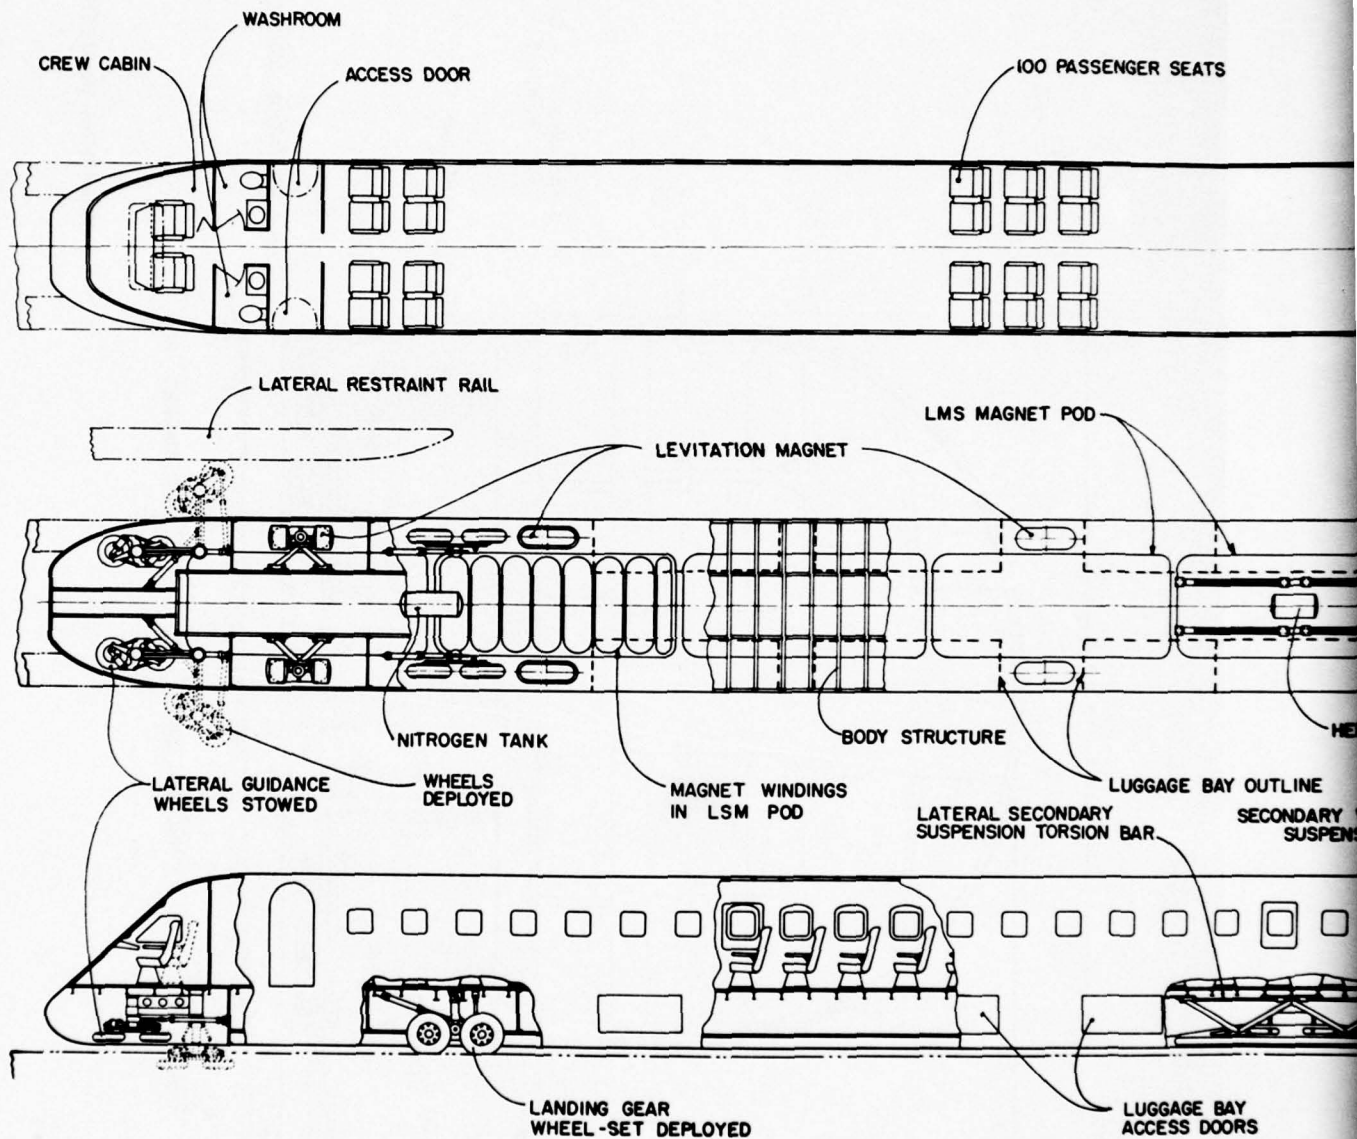 WASHROOM
CREW CABIN
ACCESS DOOR
100 PASSENGER SEATS
LATERAL RESTRAINT RAIL
LMS MAGNET POD
LEVITATION MAGNET
NITROGEN TANK
BODY STRUCTURE
HE
LATERAL GUIDANCE
WHEELS STOWED
WHEELS
DEPLOYED
MAGNET WINDINGS
IN LSM POD
LUGGAGE BAY OUTLINE
LATERAL SECONDARY
SUSPENSION TORSION BAR
SECONDARY
SUSPENS
LANDING GEAR
WHEEL-SET DEPLOYED
LUGGAGE BAY
ACCESS DOORS